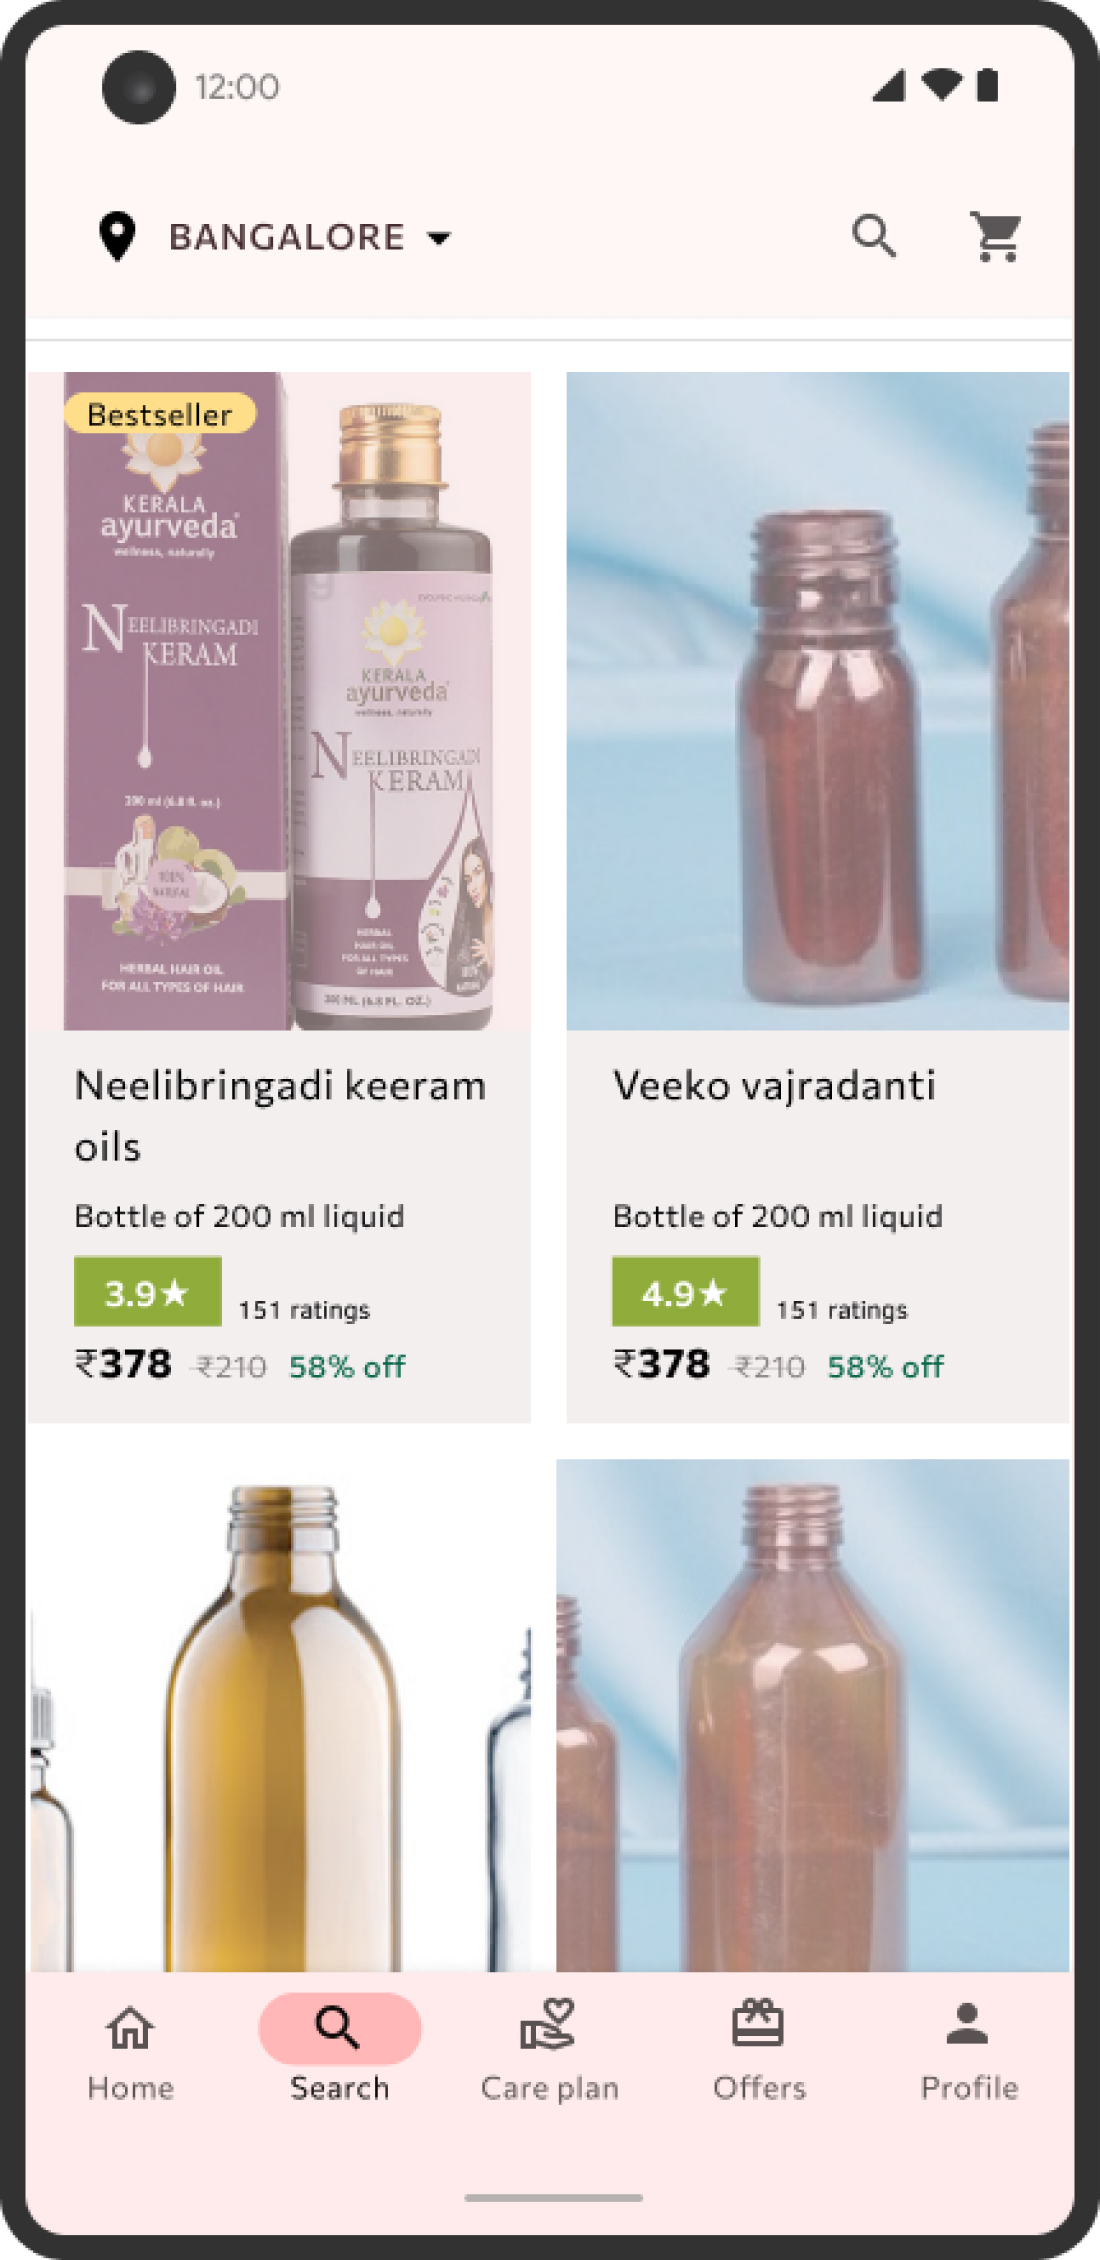 12:00
BANGALORE
Bestseller
KERALA
ayurveda
wellness, naturally
NEELIBRINGADI
KERAM
200 ml (6.8 fl. oz.)
100%
NATURAL
HERBAL HAIR OIL
FOR ALL TYPES OF HAIR
KERALA
ayurveda
wellness, naturally
NEELIBRINGADI
KERAM
HERBAL
HAIR OIL
FOR ALL TYPES
OF HAIR
200 ML (6.8 FL. OZ.)
Neelibringadi keeram
oils
Bottle of 200 ml liquid
3.9★ 151 ratings
₹378 ₹210 58% off
Veeko vajradanti
Bottle of 200 ml liquid
4.9★ 151 ratings
₹378 ₹210 58% off
Home
Search
Care plan
Offers
Profile